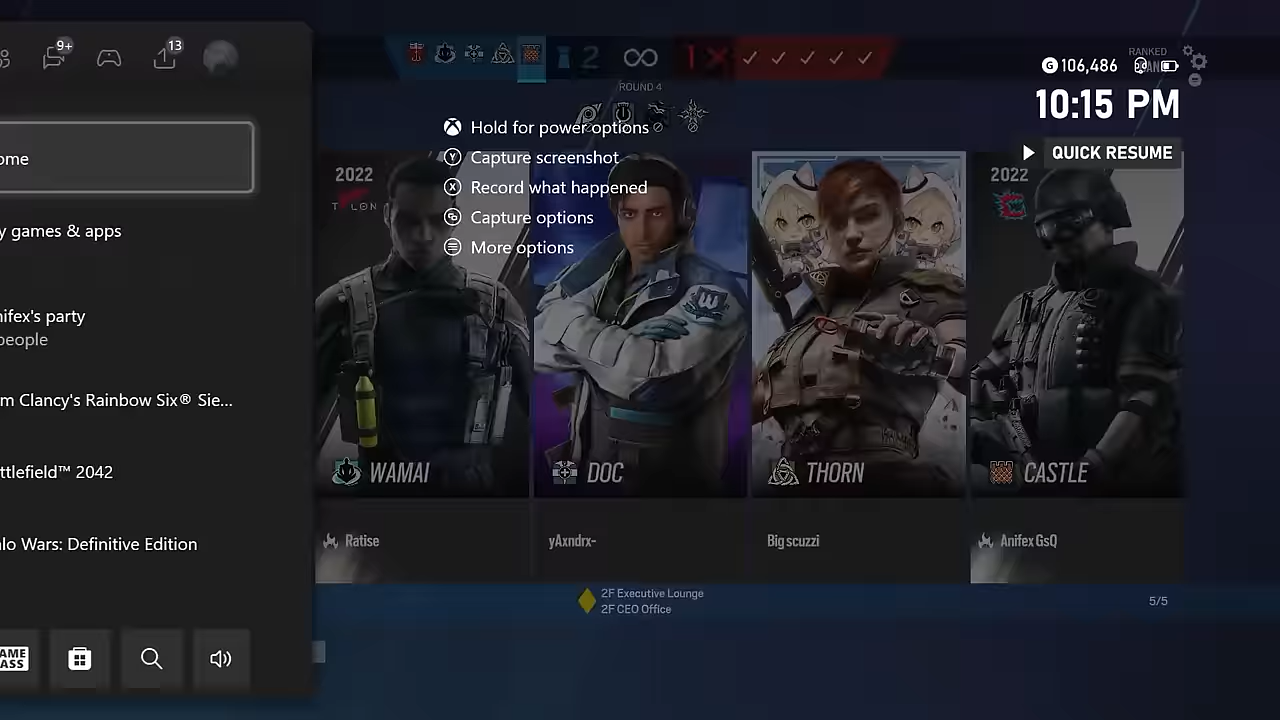 9+
13
ome
y games & apps
nifex's party
people
m Clancy's Rainbow Six® Sie...
ttlefield™ 2042
alo Wars: Definitive Edition
AME
ASS
2
1
ROUND 4
RANKED
G 106,486
10:15 PM
QUICK RESUME
Hold for power options
Capture screenshot
Record what happened
Capture options
More options
2022
2022
WAMAI
DOC
THORN
CASTLE
Ratise
yAxndrx-
Big scuzzi
Anifex GsQ
2F Executive Lounge
2F CEO Office
5/5